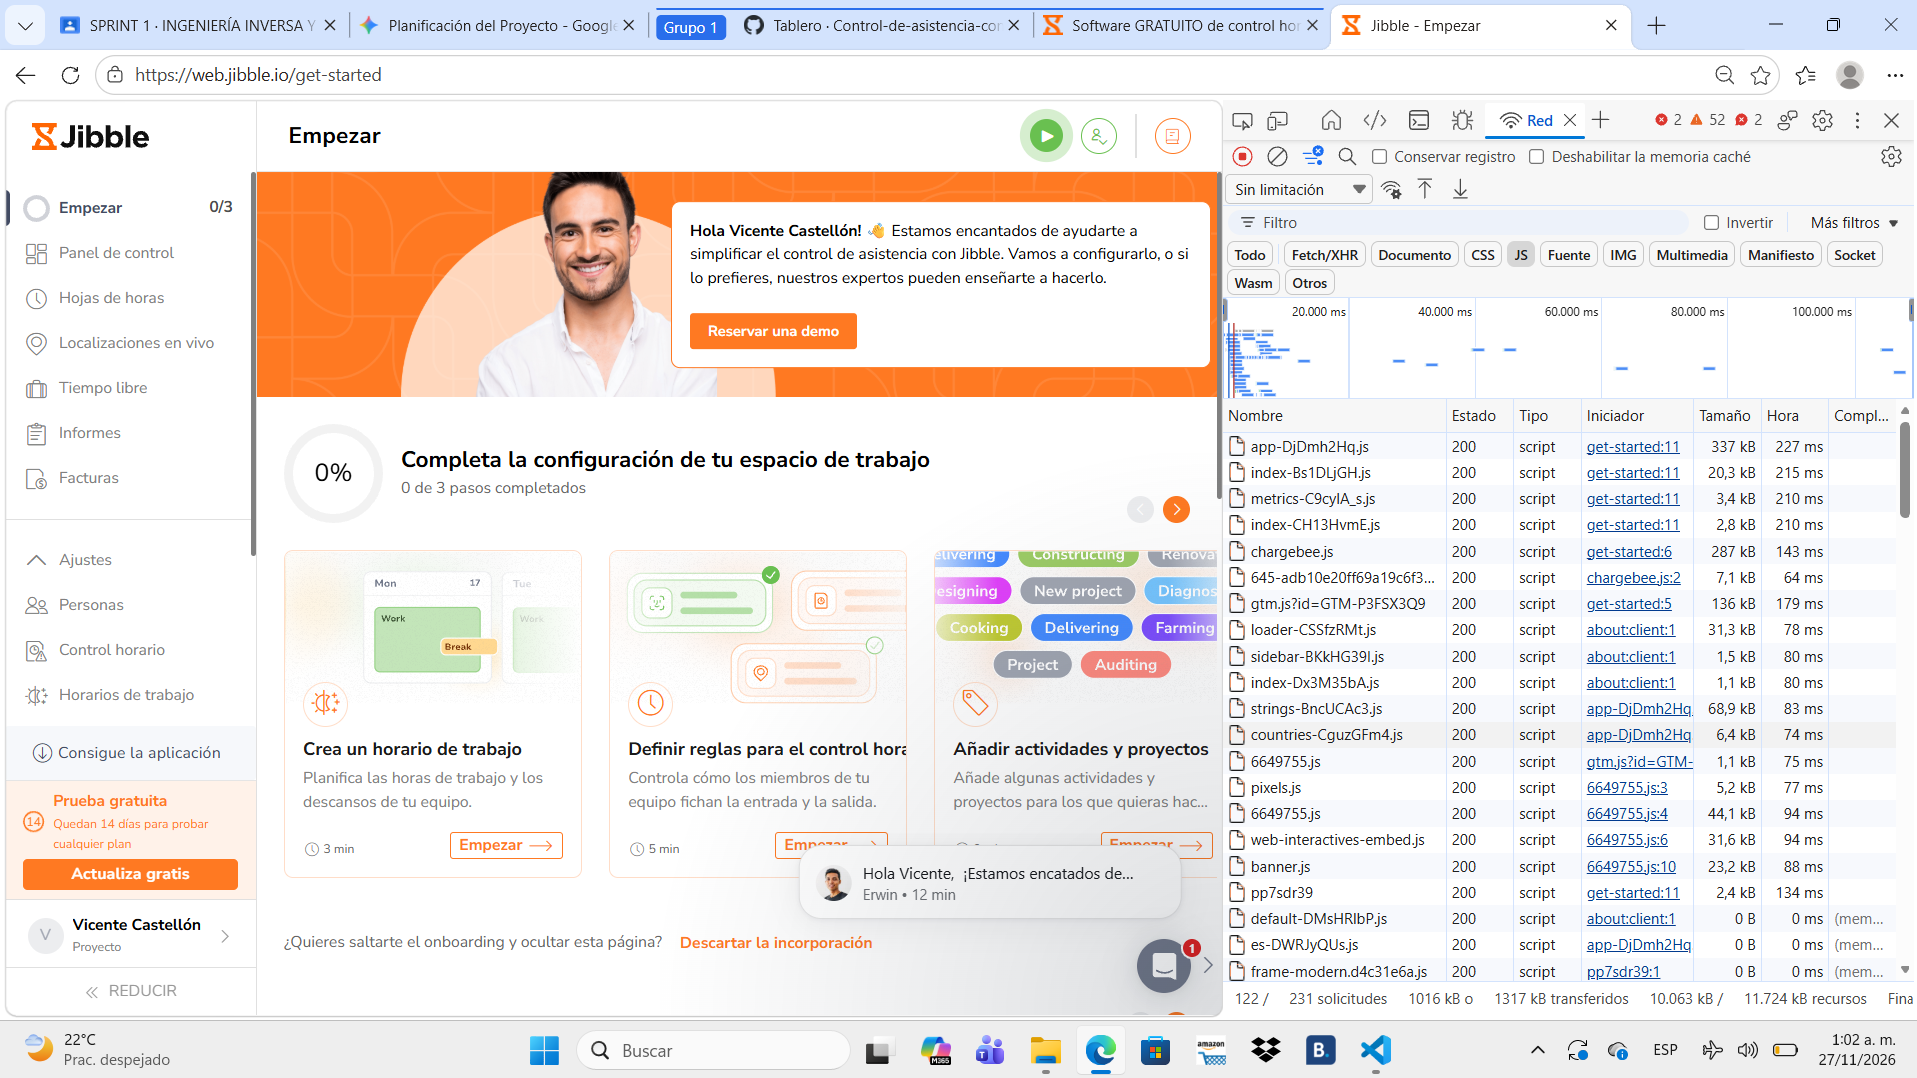 SPRINT 1 · INGENIERÍA INVERSA Y
Planificación del Proyecto - Google
Grupo 1
Tablero · Control-de-asistencia-con
Software GRATUITO de control hor
Jibble - Empezar
https://web.jibble.io/get-started
Jibble
Empezar
0/3
Panel de control
Hojas de horas
Localizaciones en vivo
Tiempo libre
Informes
Facturas
Ajustes
Personas
Control horario
Horarios de trabajo
Consigue la aplicación
14
Prueba gratuita
Quedan 14 días para probar
cualquier plan
Actualiza gratis
V
Vicente Castellón
Proyecto
REDUCIR
Empezar
Hola Vicente Castellón! 👋 Estamos encantados de ayudarte a
simplificar el control de asistencia con Jibble. Vamos a configurarlo, o si
lo prefieres, nuestros expertos pueden enseñarte a hacerlo.
Reservar una demo
0%
Completa la configuración de tu espacio de trabajo
0 de 3 pasos completados
Mon 17
Tue
Work
Work
Break
Crea un horario de trabajo
Planifica las horas de trabajo y los
descansos de tu equipo.
3 min
Empezar
Definir reglas para el control hora
Controla cómo los miembros de tu
equipo fichan la entrada y la salida.
5 min
Empezar
elivering
Constructing
Renova
esigning
New project
Diagnos
Cooking
Delivering
Farming
Project
Auditing
Añadir actividades y proyectos
Añade algunas actividades y
proyectos para los que quieras hac...
Empezar
Hola Vicente, ¡Estamos encatados de...
Erwin • 12 min
¿Quieres saltarte el onboarding y ocultar esta página? Descartar la incorporación
1
Red
2 52 2
Conservar registro
Deshabilitar la memoria caché
Sin limitación
Filtro
Invertir
Más filtros
Todo Fetch/XHR Documento CSS JS Fuente IMG Multimedia Manifiesto Socket
Wasm Otros
20.000 ms 40.000 ms 60.000 ms 80.000 ms 100.000 ms
Nombre Estado Tipo Iniciador Tamaño Hora Compl...
app-DjDmh2Hq.js 200 script get-started:11 337 kB 227 ms
index-Bs1DLjGH.js 200 script get-started:11 20,3 kB 215 ms
metrics-C9cyIA_s.js 200 script get-started:11 3,4 kB 210 ms
index-CH13HvmE.js 200 script get-started:11 2,8 kB 210 ms
chargebee.js 200 script get-started:6 287 kB 143 ms
645-adb10e20ff69a19c6f3... 200 script chargebee.js:2 7,1 kB 64 ms
gtm.js?id=GTM-P3FSX3Q9 200 script get-started:5 136 kB 179 ms
loader-CSSfzRMt.js 200 script about:client:1 31,3 kB 78 ms
sidebar-BKkHG39I.js 200 script about:client:1 1,5 kB 80 ms
index-Dx3M35bA.js 200 script about:client:1 1,1 kB 80 ms
strings-BncUCAc3.js 200 script app-DjDmh2Hq. 68,9 kB 83 ms
countries-CguzGFm4.js 200 script app-DjDmh2Hq 6,4 kB 74 ms
6649755.js 200 script gtm.js?id=GTM- 1,1 kB 75 ms
pixels.js 200 script 6649755.js:3 5,2 kB 77 ms
6649755.js 200 script 6649755.js:4 44,1 kB 94 ms
web-interactives-embed.js 200 script 6649755.js:6 31,6 kB 94 ms
banner.js 200 script 6649755.js:10 23,2 kB 88 ms
pp7sdr39 200 script get-started:11 2,4 kB 134 ms
default-DMsHRIbP.js 200 script about:client:1 0 B 0 ms (mem...
es-DWRJyQUs.js 200 script app-DjDmh2Hq 0 B 0 ms (mem...
frame-modern.d4c31e6a.js 200 script pp7sdr39:1 0 B 0 ms (mem...
122 / 231 solicitudes 1016 kB o 1317 kB transferidos 10.063 kB / 11.724 kB recursos Fina
22°C
Prac. despejado
Buscar
M365
amazon
B.
ESP
1:02 a. m.
27/11/2026